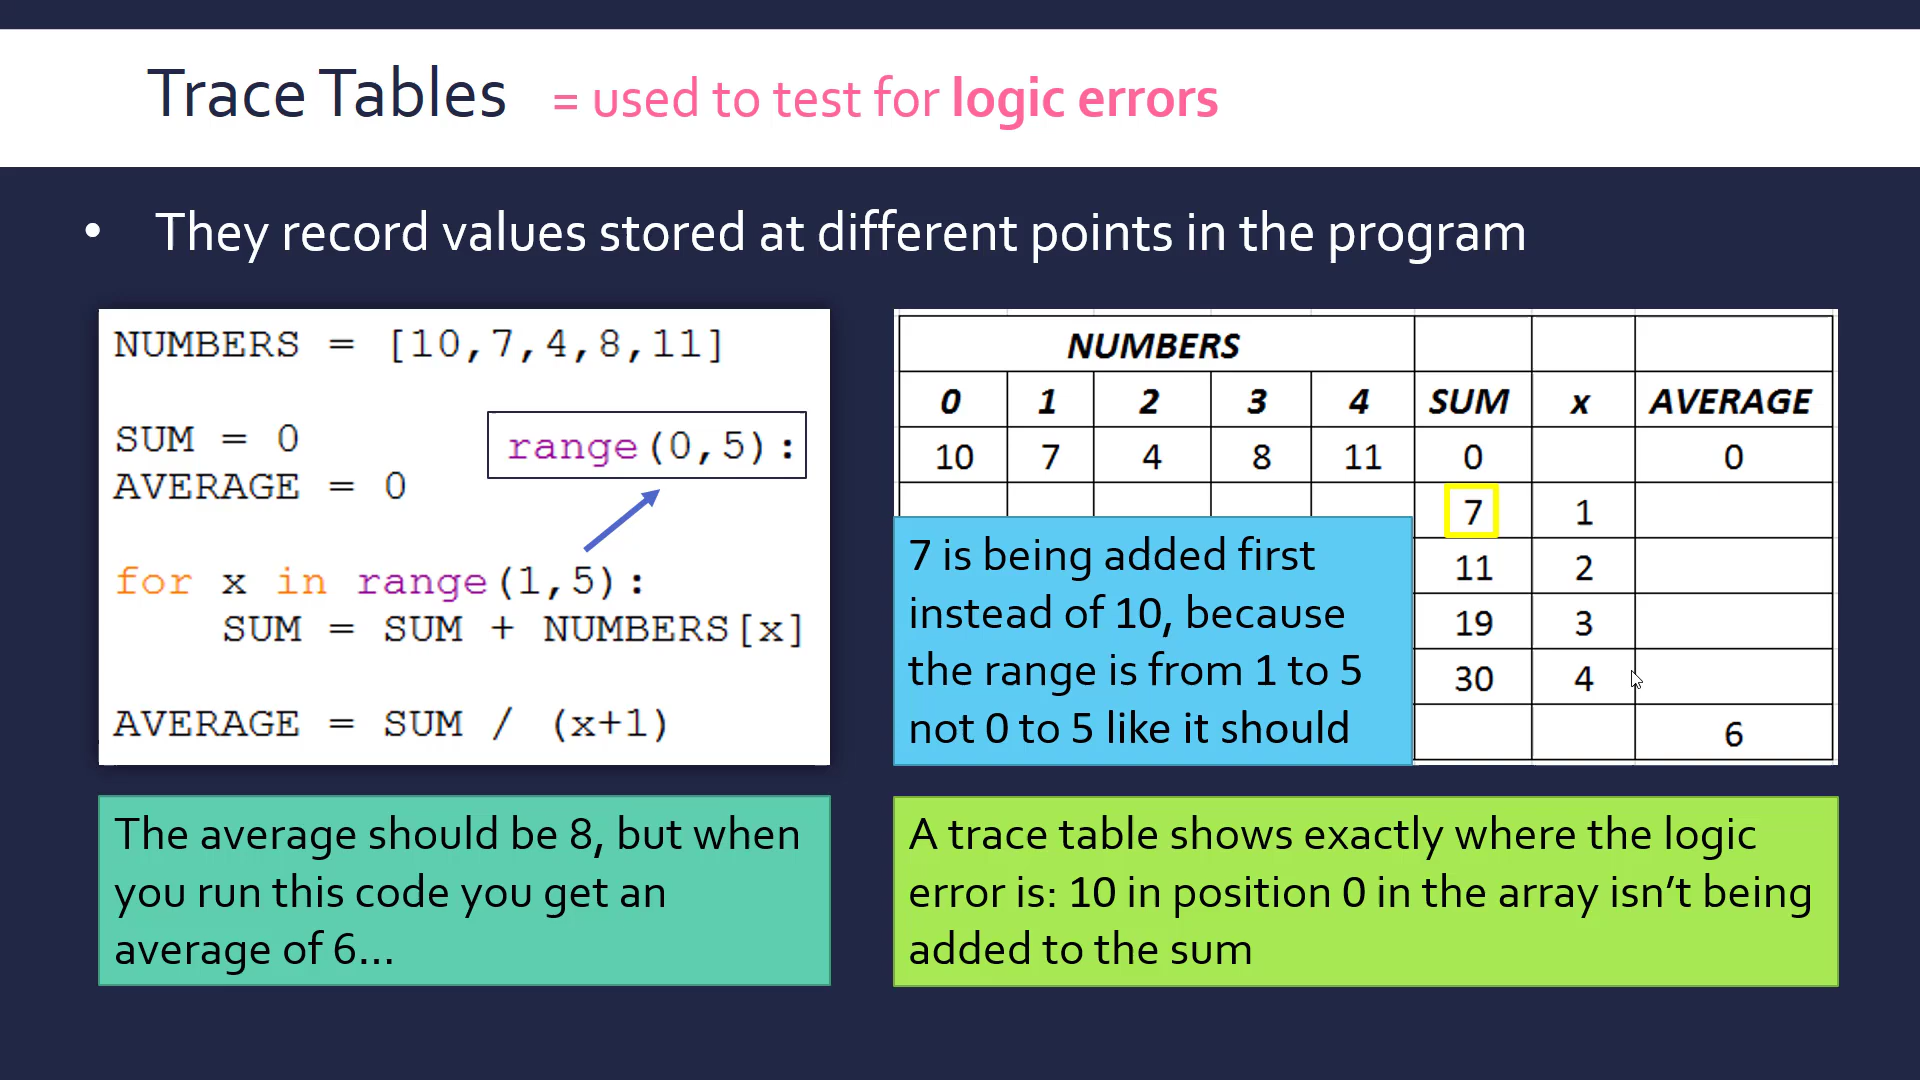 Trace Tables = used to test for logic errors
• They record values stored at different points in the program
NUMBERS = [10,7,4,8,11]
SUM = 0
AVERAGE = 0
range(0,5):
for x in range(1,5):
SUM = SUM + NUMBERS[x]
AVERAGE = SUM / (x+1)
NUMBERS
0 1 2 3 4 SUM x AVERAGE
10 7 4 8 11 0 0
7 1
11 2
19 3
30 4
6
7 is being added first
instead of 10, because
the range is from 1 to 5
not 0 to 5 like it should
The average should be 8, but when
you run this code you get an
average of 6...
A trace table shows exactly where the logic
error is: 10 in position 0 in the array isn’t being
added to the sum